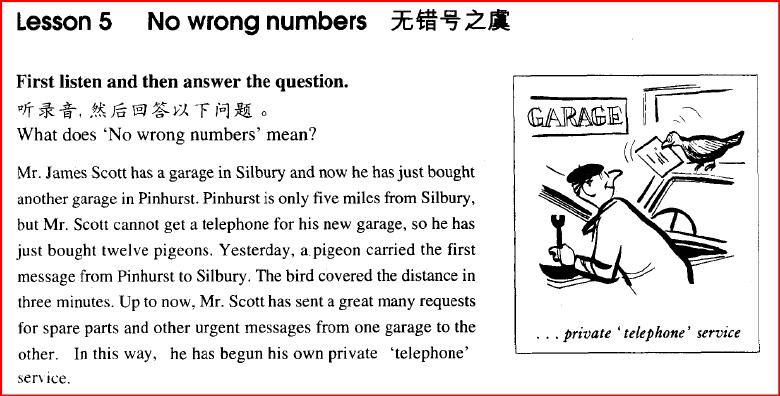 Lesson 5 No wrong numbers 无错号之虞
First listen and then answer the question.
听录音，然后回答以下问题。
What does ‘No wrong numbers’ mean?
Mr. James Scott has a garage in Silbury and now he has just bought
another garage in Pinhurst. Pinhurst is only five miles from Silbury,
but Mr. Scott cannot get a telephone for his new garage, so he has
just bought twelve pigeons. Yesterday, a pigeon carried the first
message from Pinhurst to Silbury. The bird covered the distance in
three minutes. Up to now, Mr. Scott has sent a great many requests
for spare parts and other urgent messages from one garage to the
other. In this way, he has begun his own private ‘telephone’
service.
GARAGE
... private ‘telephone’ service